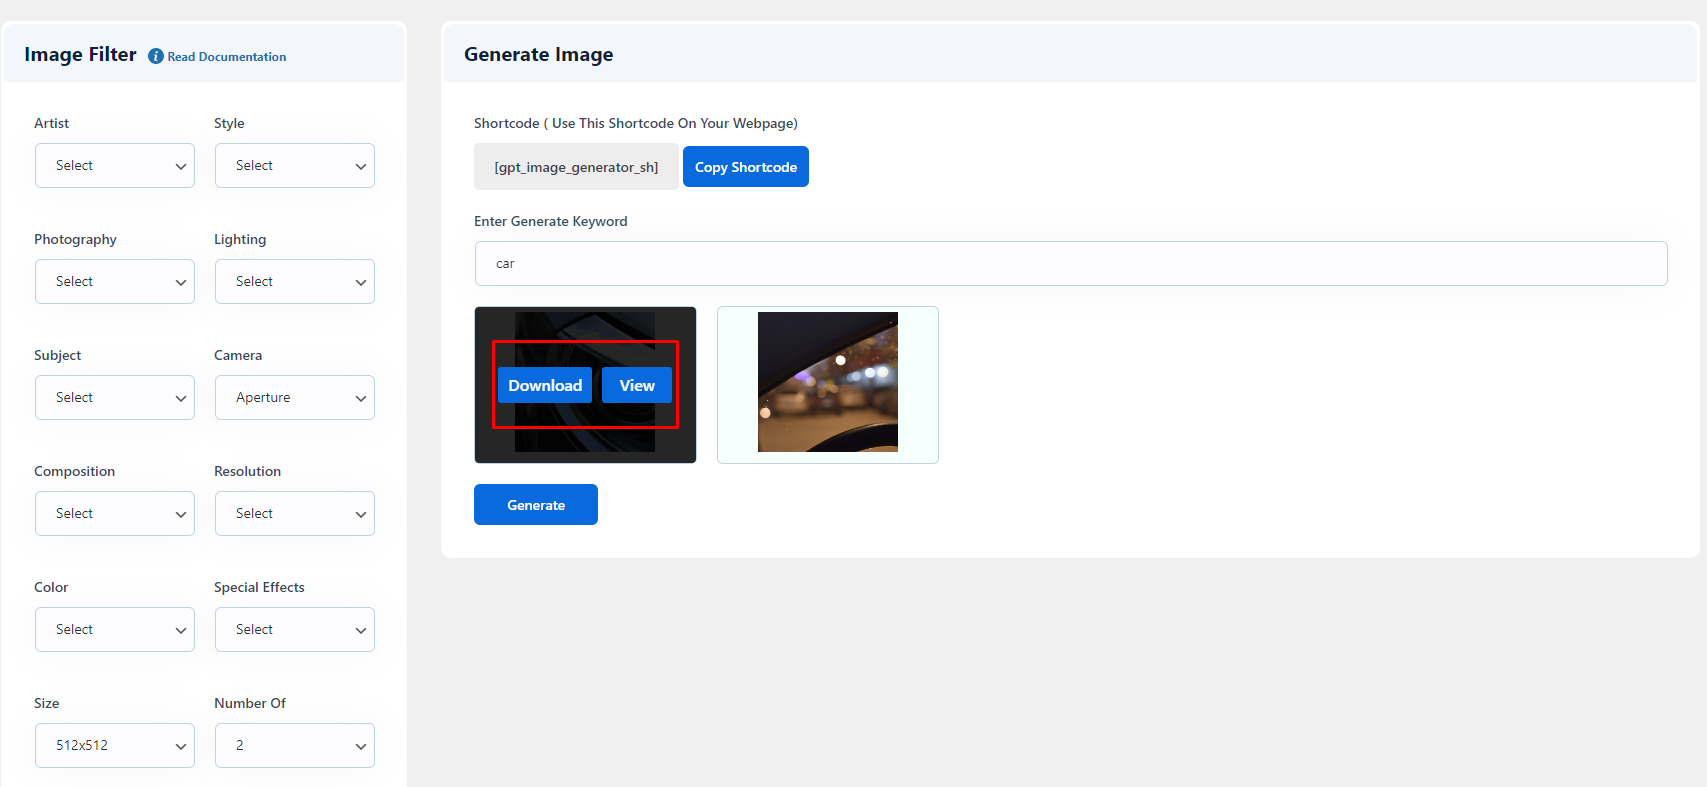 Image Filter
Read Documentation
Artist
Style
Select
Select
Photography
Lighting
Select
Select
Subject
Camera
Select
Aperture
Composition
Resolution
Select
Select
Color
Special Effects
Select
Select
Size
Number Of
512x512
2
Generate Image
Shortcode ( Use This Shortcode On Your Webpage)
[gpt_image_generator_sh]
Copy Shortcode
Enter Generate Keyword
car
Download
View
Generate